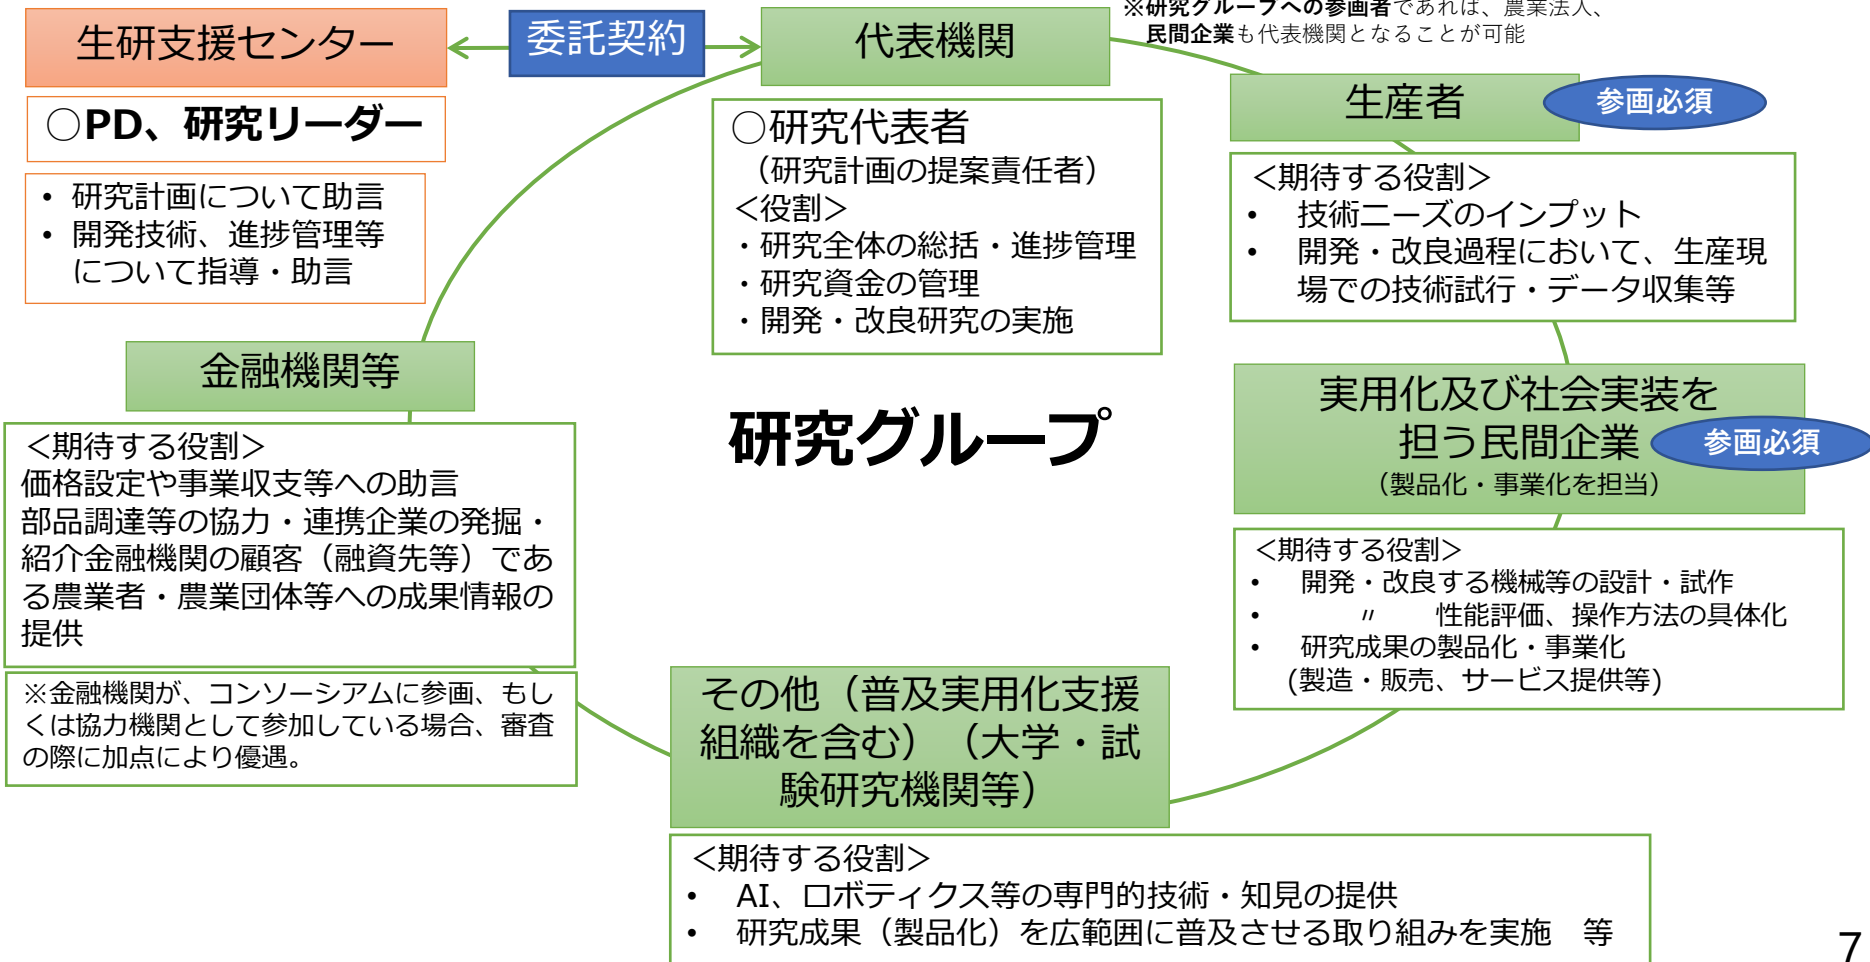 生研支援センター
委託契約
代表機関
※研究グループへの参画者であれば、農業法人、
民間企業も代表機関となることが可能
○PD、研究リーダー
• 研究計画について助言
• 開発技術、進捗管理等
について指導・助言
○研究代表者
（研究計画の提案責任者）
＜役割＞
・研究全体の総括・進捗管理
・研究資金の管理
・開発・改良研究の実施
生産者
参画必須
＜期待する役割＞
• 技術ニーズのインプット
• 開発・改良過程において、生産現
場での技術試行・データ収集等
金融機関等
＜期待する役割＞
価格設定や事業収支等への助言
部品調達等の協力・連携企業の発掘・
紹介金融機関の顧客（融資先等）であ
る農業者・農業団体等への成果情報の
提供
※金融機関が、コンソーシアムに参画、もし
くは協力機関として参加している場合、審査
の際に加点により優遇。
研究グループ
実用化及び社会実装を
担う民間企業
（製品化・事業化を担当）
参画必須
＜期待する役割＞
• 開発・改良する機械等の設計・試作
• 〃 性能評価、操作方法の具体化
• 研究成果の製品化・事業化
(製造・販売、サービス提供等)
その他（普及実用化支援
組織を含む）（大学・試
験研究機関等）
＜期待する役割＞
• AI、ロボティクス等の専門的技術・知見の提供
• 研究成果（製品化）を広範囲に普及させる取り組みを実施　等
7